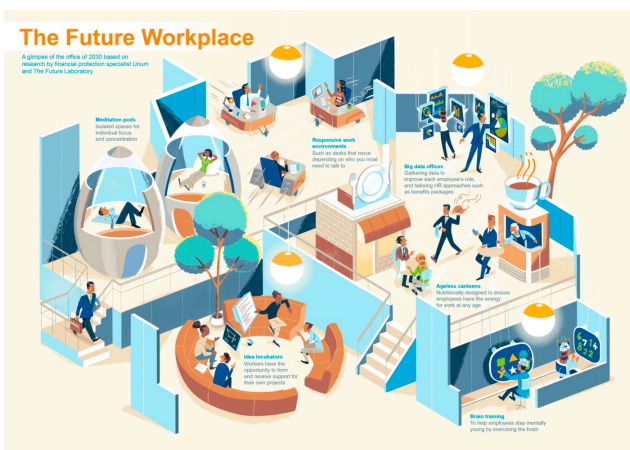 The Future Workplace
A glimpse of the office of 2030 based on
research by financial protection specialist Unum
and The Future Laboratory
Meditation pods
Isolated spaces for
individual focus
and concentration
Responsive work
environments
Such as desks that move
depending on who you most
need to talk to
Big data offices
Gathering data to
improve each employee's role,
and tailoring HR approaches such
as benefits packages
Ageless canteens
Nutritionally-designed to ensure
employees have the energy
for work at any age
Idea incubators
Workers have the
opportunity to form
and receive support for
their own projects
6714
822
Brain training
To help employees stay mentally
young by exercising the brain